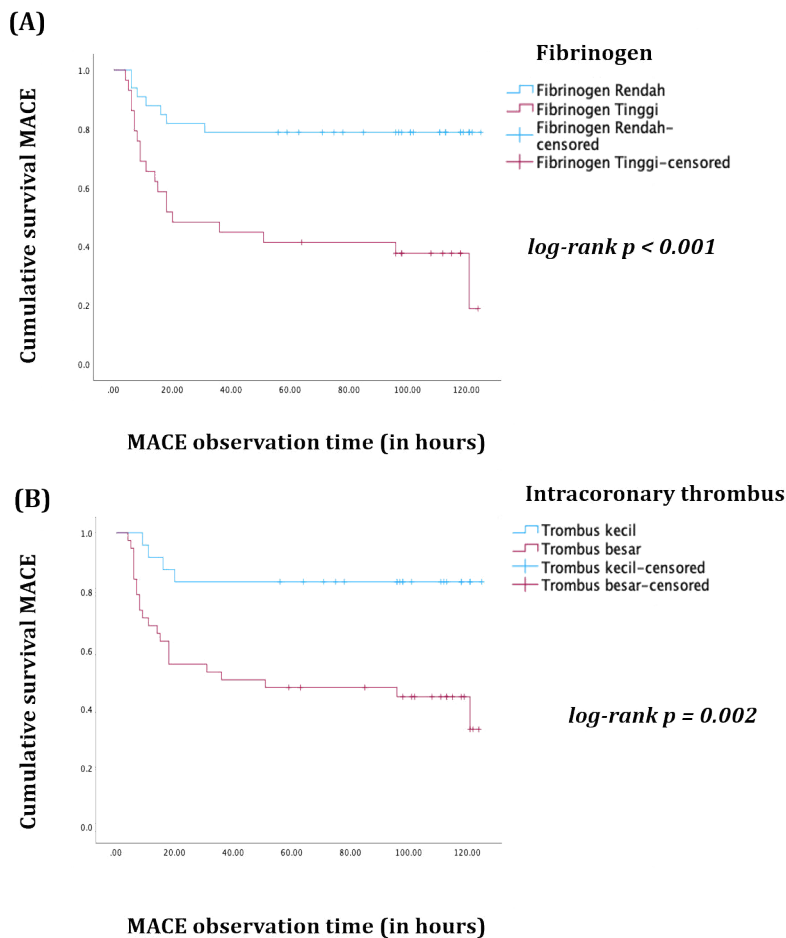 (A)
Fibrinogen
Fibrinogen Rendah
Fibrinogen Tinggi
Fibrinogen Rendah-
censored
Fibrinogen Tinggi-censored
log-rank p < 0.001
Cumulative survival MACE
1.0
0.8
0.6
0.4
0.2
0.0
.00 20.00 40.00 60.00 80.00 100.00 120.00
MACE observation time (in hours)
(B)
Intracoronary thrombus
Trombus kecil
Trombus besar
Trombus kecil-censored
Trombus besar-censored
log-rank p = 0.002
Cumulative survival MACE
1.0
0.8
0.6
0.4
0.2
0.0
.00 20.00 40.00 60.00 80.00 100.00 120.00
MACE observation time (in hours)